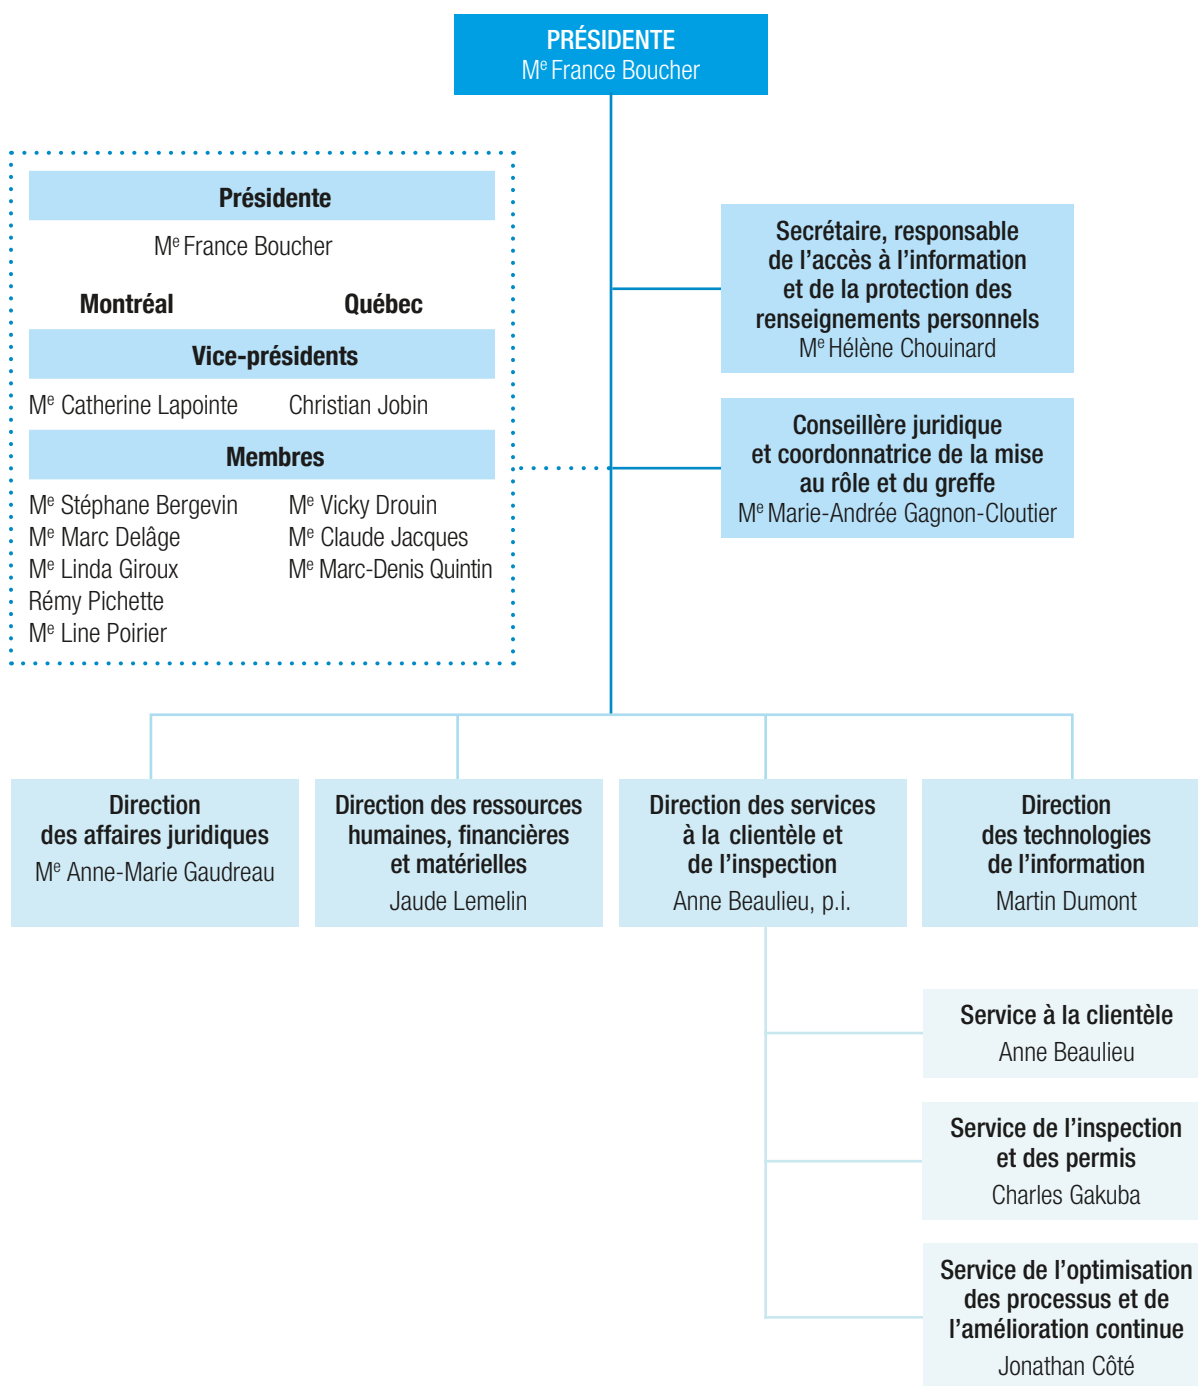 PRÉSIDENTE
Me France Boucher
Présidente
Me France Boucher
Montréal Québec
Vice-présidents
Me Catherine Lapointe Christian Jobin
Membres
Me Stéphane Bergevin Me Vicky Drouin
Me Marc Delâge Me Claude Jacques
Me Linda Giroux Me Marc-Denis Quintin
Rémy Pichette
Me Line Poirier
Secrétaire, responsable
de l’accès à l’information
et de la protection des
renseignements personnels
Me Hélène Chouinard
Conseillère juridique
et coordonnatrice de la mise
au rôle et du greffe
Me Marie-Andrée Gagnon-Cloutier
Direction
des affaires juridiques
Me Anne-Marie Gaudreau
Direction des ressources
humaines, financières
et matérielles
Jaude Lemelin
Direction des services
à la clientèle et
de l’inspection
Anne Beaulieu, p.i.
Direction
des technologies
de l’information
Martin Dumont
Service à la clientèle
Anne Beaulieu
Service de l’inspection
et des permis
Charles Gakuba
Service de l’optimisation
des processus et de
l’amélioration continue
Jonathan Côté